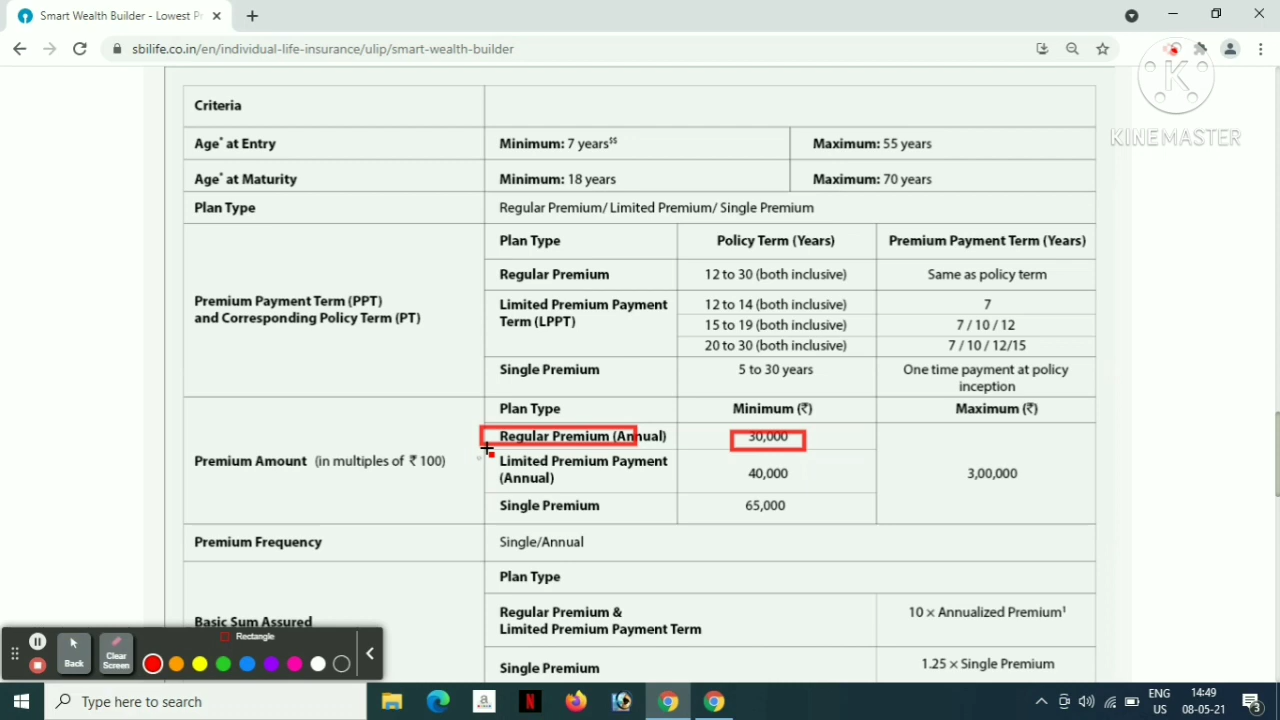 Smart Wealth Builder - Lowest P
sbilife.co.in/en/individual-life-insurance/ulip/smart-wealth-builder
K
KINEMASTER
Criteria
Age* at Entry Minimum: 7 years$$ Maximum: 55 years
Age* at Maturity Minimum: 18 years Maximum: 70 years
Plan Type Regular Premium/ Limited Premium/ Single Premium
Plan Type Policy Term (Years) Premium Payment Term (Years)
Regular Premium 12 to 30 (both inclusive) Same as policy term
Premium Payment Term (PPT)
and Corresponding Policy Term (PT)
Limited Premium Payment
Term (LPPT)
12 to 14 (both inclusive) 7
15 to 19 (both inclusive) 7 / 10 / 12
20 to 30 (both inclusive) 7 / 10 / 12/15
Single Premium 5 to 30 years One time payment at policy
inception
Plan Type Minimum (₹) Maximum (₹)
Regular Premium (Annual) 30,000
Premium Amount (in multiples of ₹ 100)
Limited Premium Payment
(Annual)
40,000 3,00,000
Single Premium 65,000
Premium Frequency Single/Annual
Plan Type
Basic Sum Assured
Regular Premium &
Limited Premium Payment Term
10 × Annualized Premium¹
Single Premium 1.25 × Single Premium
Rectangle
Back
Clear
Screen
Type here to search
a
N
ENG
US
14:49
08-05-21
3